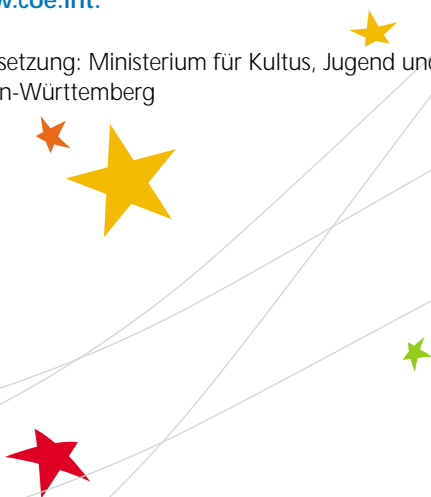 w.coe.int.
setzung: Ministerium für Kultus, Jugend und
n-Württemberg